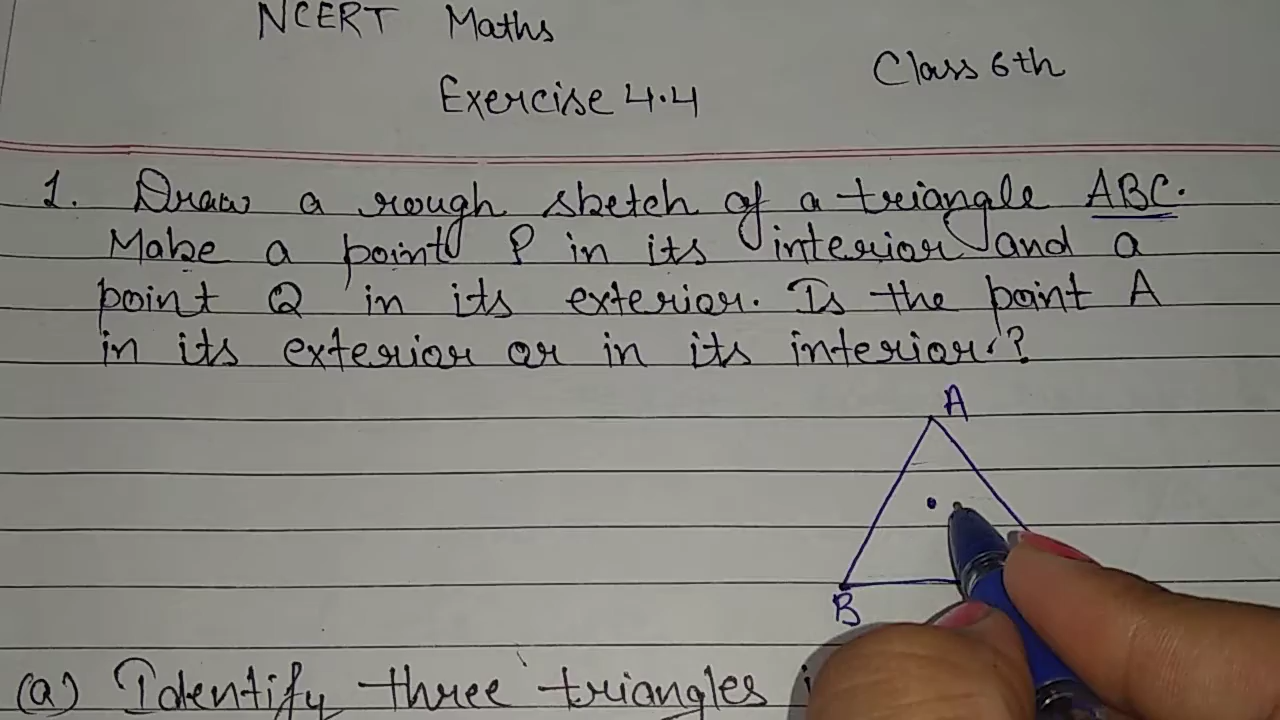 NCERT Maths
Class 6th
Exercise 4.4
1. Draw a rough sketch of a triangle ABC.
Make a point P in its interior and a
point Q in its exterior. Is the point A
in its exterior or in its interior?
A
B
(a) Identify three triangles